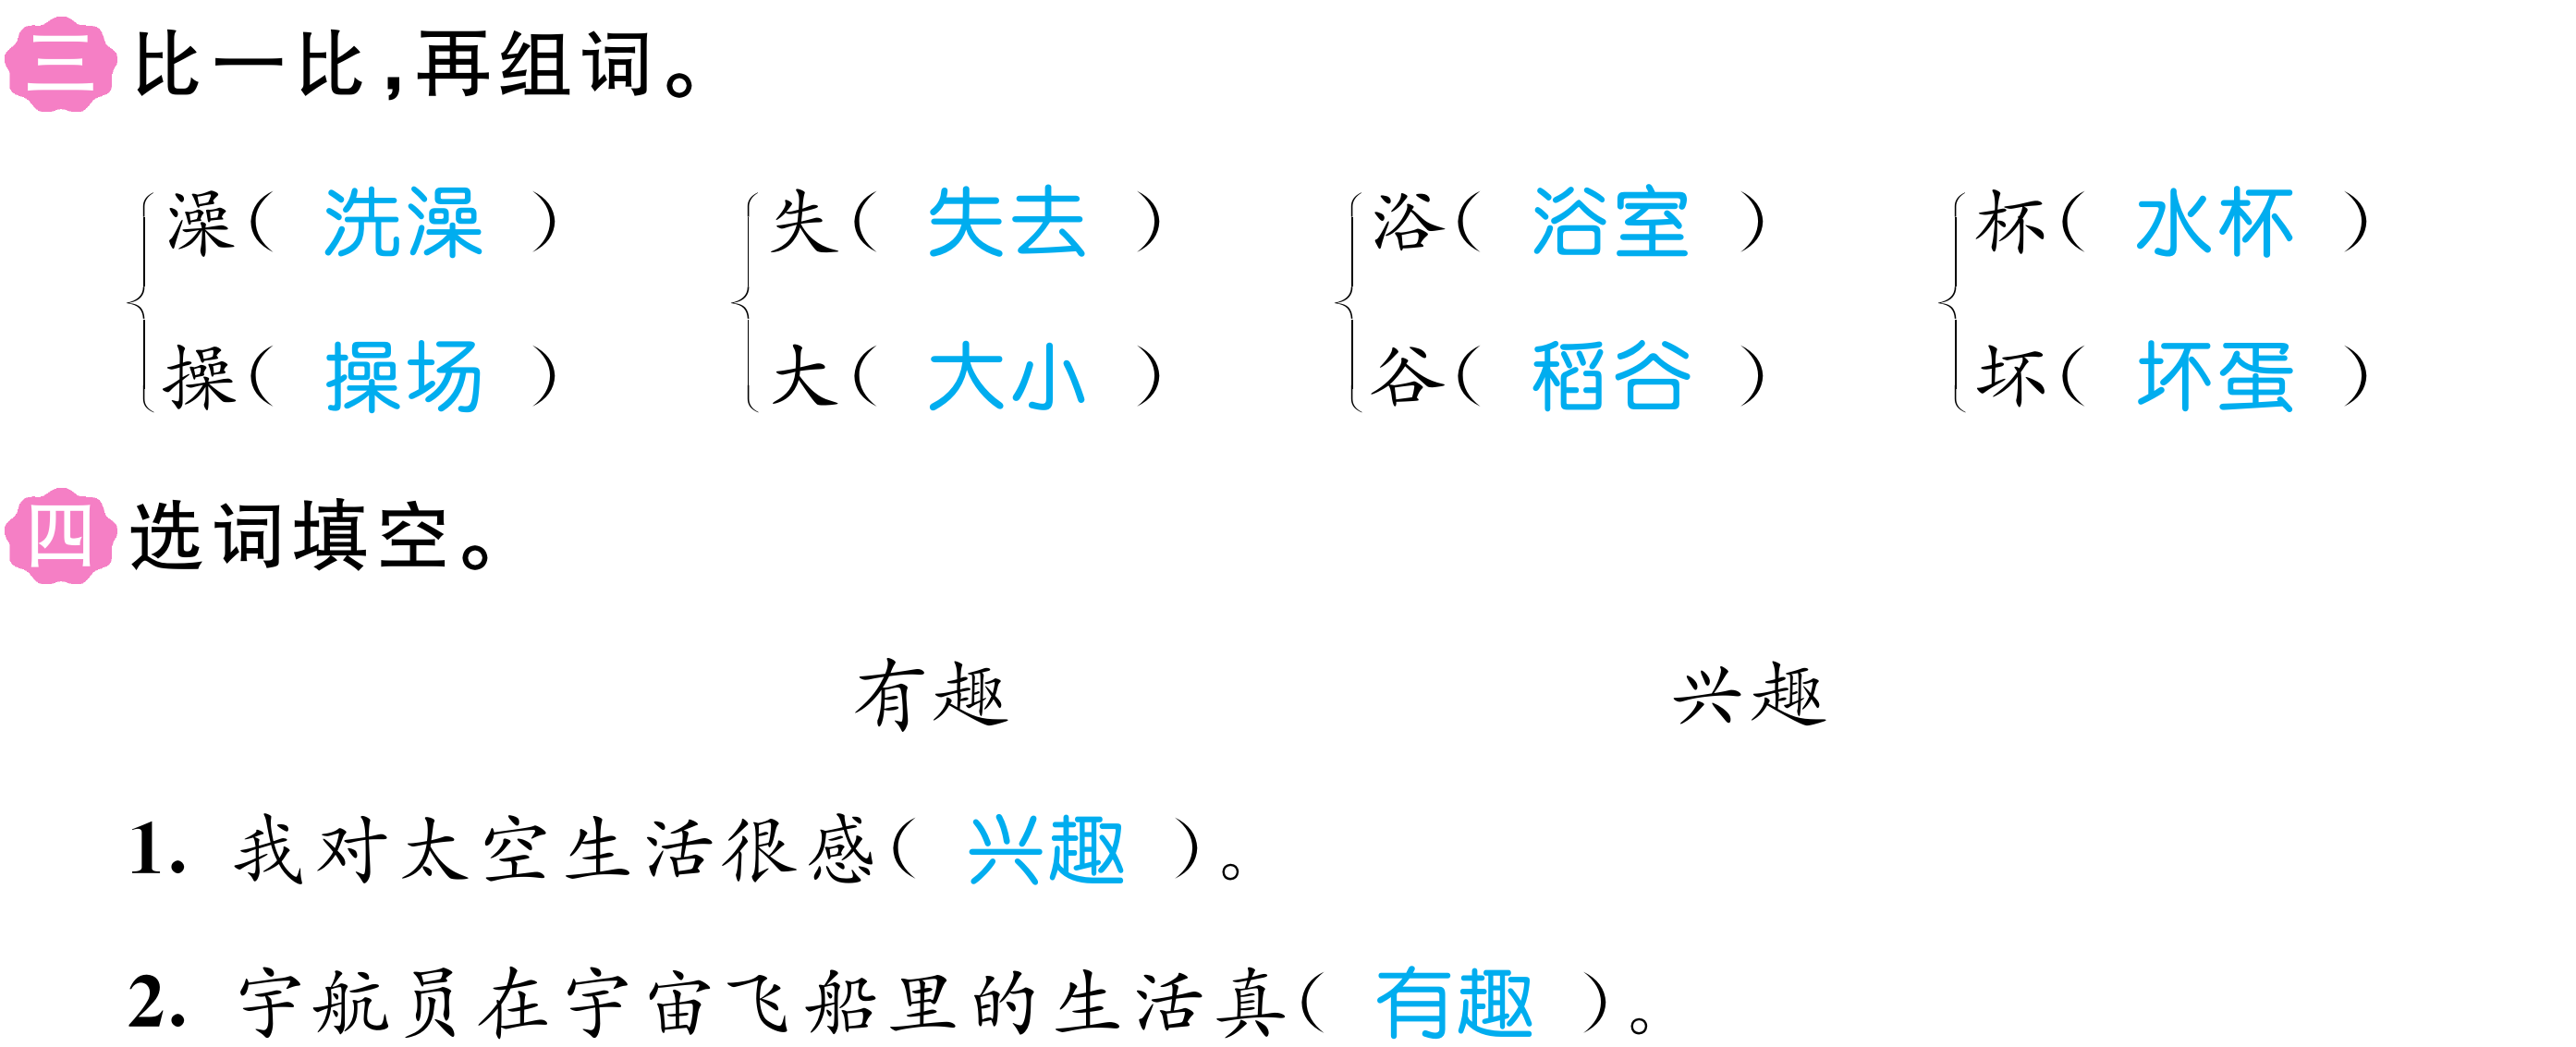 三 比一比,再组词。
澡( 洗澡 ) 失( 失去 ) 浴( 浴室 ) 杯( 水杯 )
操( 操场 ) 大( 大小 ) 谷( 稻谷 ) 坏( 坏蛋 )
四 选词填空。
有趣 兴趣
1. 我对太空生活很感( 兴趣 )。
2. 宇航员在宇宙飞船里的生活真( 有趣 )。